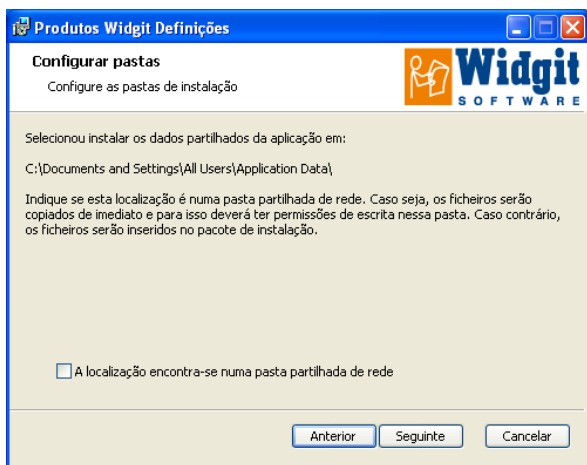 Produtos Widgit Definições
Configurar pastas
Configure as pastas de instalação
Widgit
SOFTWARE
Selecionou instalar os dados partilhados da aplicação em:
C:\Documents and Settings\All Users\Application Data\
Indique se esta localização é numa pasta partilhada de rede. Caso seja, os ficheiros serão
copiados de imediato e para isso deverá ter permissões de escrita nessa pasta. Caso contrário,
os ficheiros serão inseridos no pacote de instalação.
A localização encontra-se numa pasta partilhada de rede
Anterior
Seguinte
Cancelar